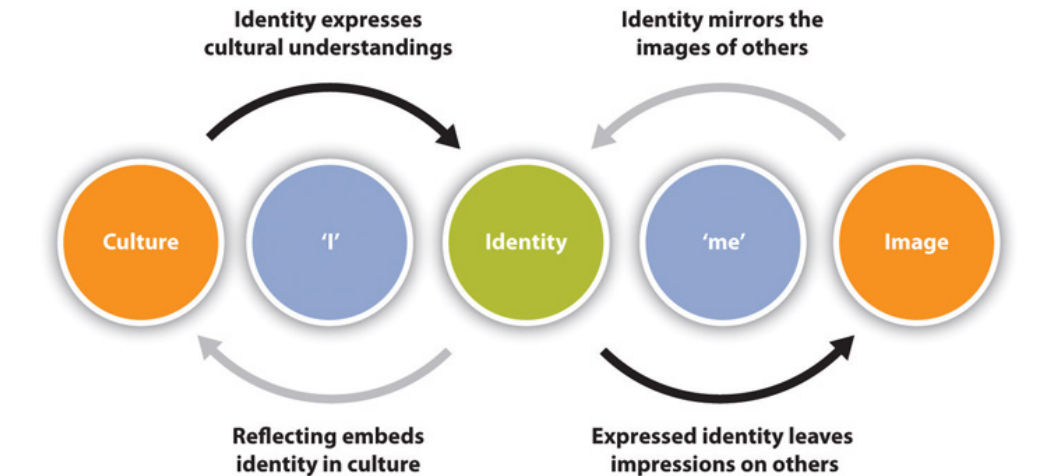 Identity expresses
cultural understandings
Identity mirrors the
images of others
Culture
‘I’
Identity
‘me’
Image
Reflecting embeds
identity in culture
Expressed identity leaves
impressions on others